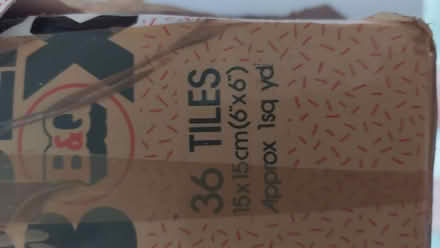 B&Q
36 TILES
15x15cm(6"x6")
Approx 1sq yd